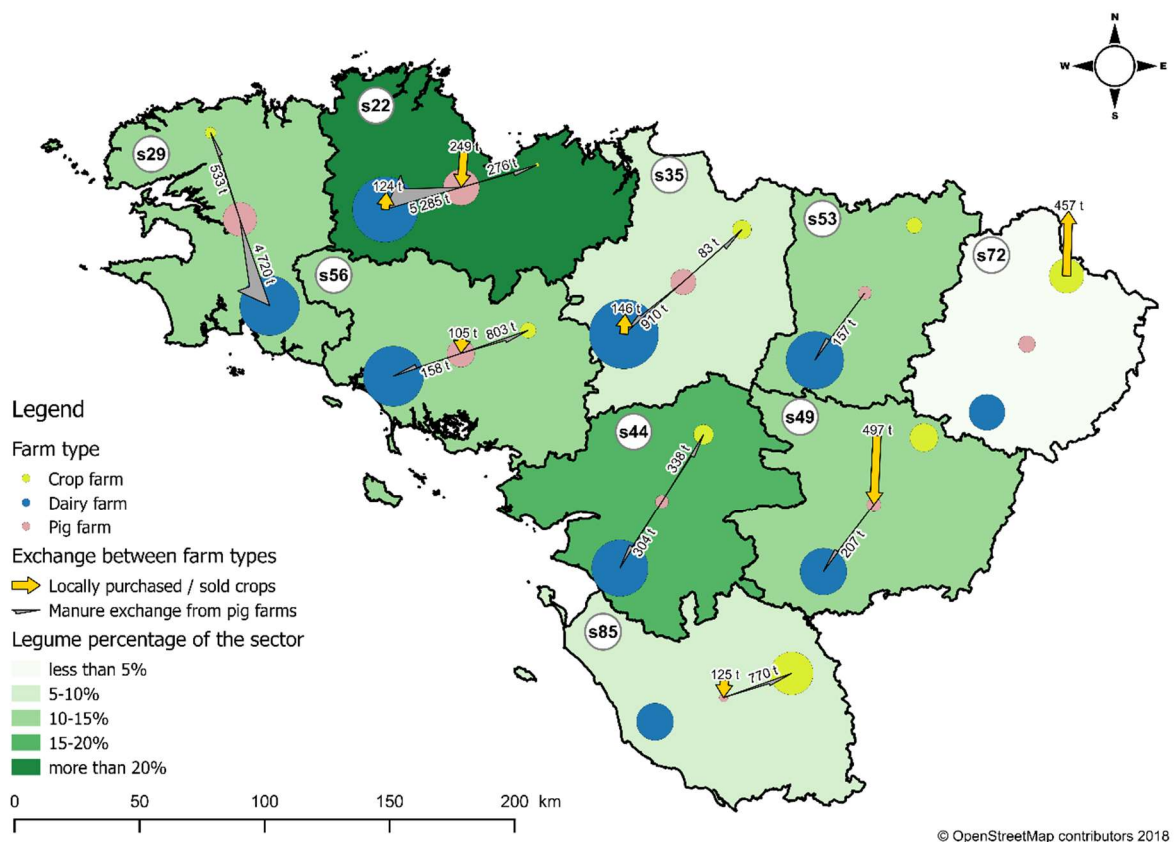 N
W E
S
s22
s29
249 t
276 t
124 t
5 285 t
533 t
4 720 t
s35
83 t
146 t
910 t
s53
157 t
s72
457 t
s56
105 t
803 t
158 t
s44
338 t
304 t
s49
497 t
207 t
s85
125 t
770 t
Legend
Farm type
Crop farm
Dairy farm
Pig farm
Exchange between farm types
Locally purchased / sold crops
Manure exchange from pig farms
Legume percentage of the sector
less than 5%
5-10%
10-15%
15-20%
more than 20%
0 50 100 150 200 km
© OpenStreetMap contributors 2018